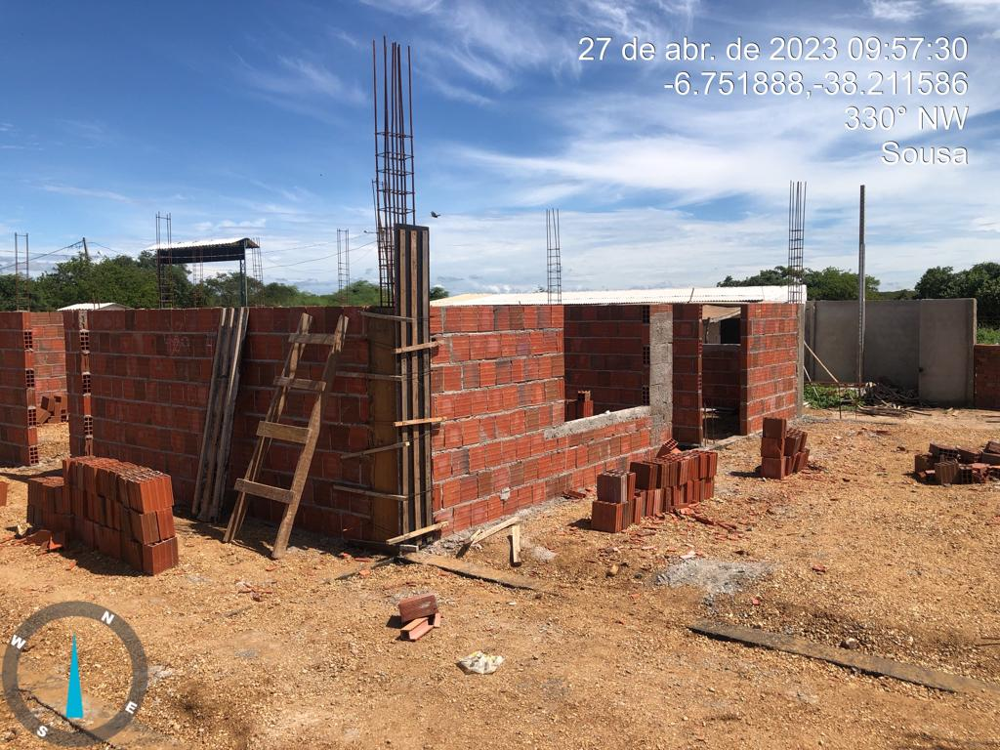 27 de abr. de 2023 09:57:30
-6.751888,-38.211586
330° NW
Sousa
N
W
E
S